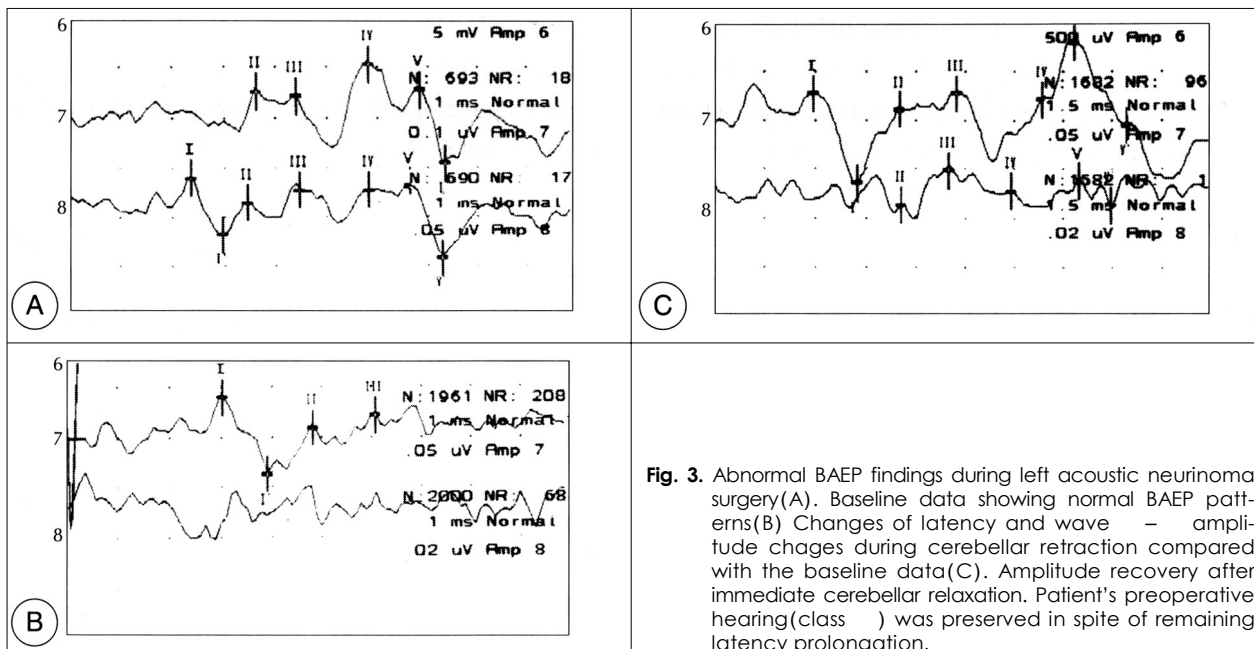 6
5 mV Amp 6
IV
II
III
V
N: 693 NR: 18
7
1 ms Normal
0.1 uV Amp 7
I
II
III
IV
V
N: 690 NR: 17
1 ms Normal
8
.05 uV Amp 8
I
V
A
6
500 uV Amp 6
I
II
III
IV
N:1682 NR: 96
7
1.5 ms Normal
.05 uV Amp 7
V
II
III
IV
V
N:1682 NR: 1
8
1.5 ms Normal
.02 uV Amp 8
C
6
I
II
III
N:1961 NR: 208
7
1 ms Normal
.05 uV Amp 7
I
N:2000 NR: 68
1 ms Normal
8
02 uV Amp 8
B
Fig. 3. Abnormal BAEP findings during left acoustic neurinoma
surgery(A). Baseline data showing normal BAEP patt-
erns(B) Changes of latency and wave – ampli-
tude chages during cerebellar retraction compared
with the baseline data(C). Amplitude recovery after
immediate cerebellar relaxation. Patient's preoperative
hearing(class ) was preserved in spite of remaining
latency prolongation.